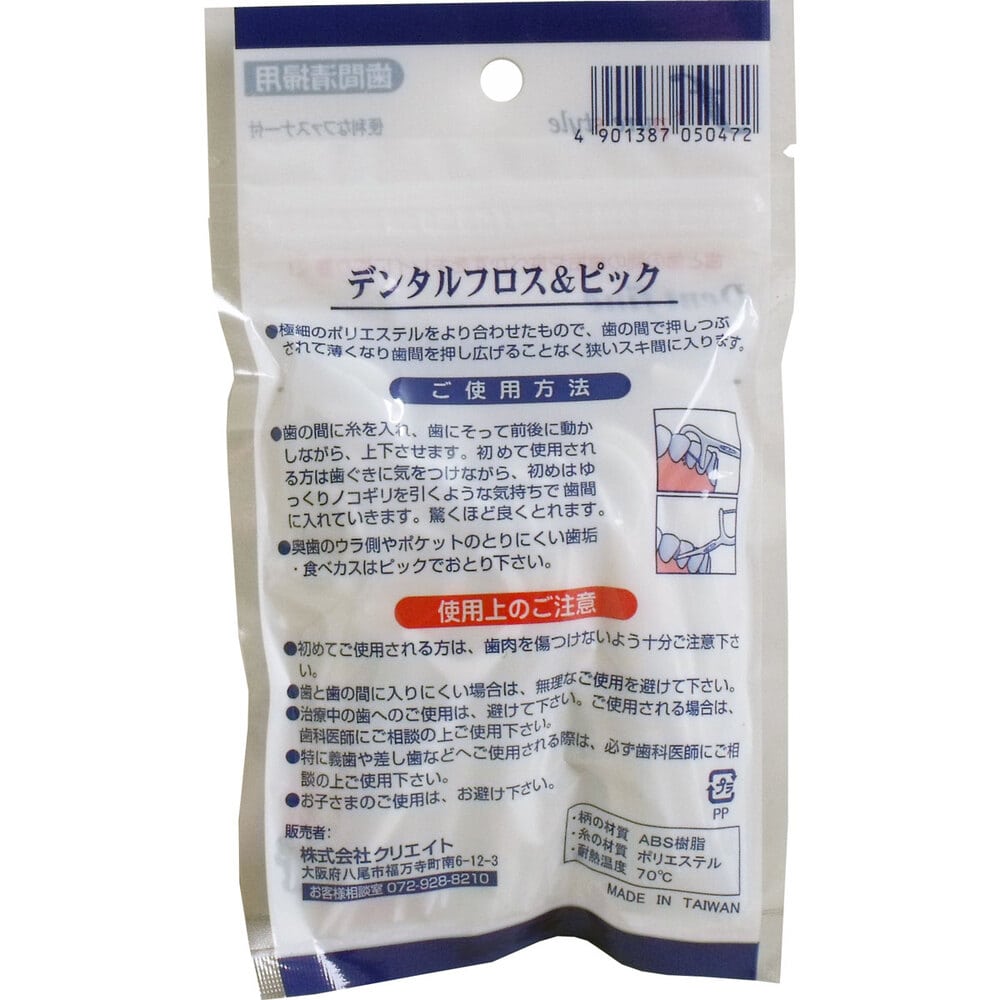 歯間清掃用
便利なファスナー付
style
4 901387 050472
デンタルフロス&ピック
●極細のポリエステルをより合わせたもので、歯の間で押しつぶ
されて薄くなり歯間を押し広げることなく狭いスキ間に入ります。
ご使用方法
●歯の間に糸を入れ、歯にそって前後に動か
しながら、上下させます。初めて使用され
る方は歯ぐきに気をつけながら、初めはゆ
っくりノコギリを引くような気持ちで歯間
に入れていきます。驚くほど良くとれます。
●奥歯のウラ側やポケットのとりにくい歯垢
・食べカスはピックでおとり下さい。
使用上のご注意
●初めてご使用される方は、歯肉を傷つけないよう十分ご注意下さ
い。
●歯と歯の間に入りにくい場合は、無理なご使用を避けて下さい。
●治療中の歯へのご使用は、避けて下さい。ご使用される場合は、
歯科医師にご相談の上ご使用下さい。
●特に義歯や差し歯などへご使用される際は、必ず歯科医師にご相
談の上ご使用下さい。
●お子さまのご使用は、お避け下さい。
プラ
PP
販売者:
株式会社クリエイト
大阪府八尾市福万寺町南6-12-3
お客様相談室 072-928-8210
・柄の材質 ABS樹脂
・糸の材質 ポリエステル
・耐熱温度 70℃
MADE IN TAIWAN